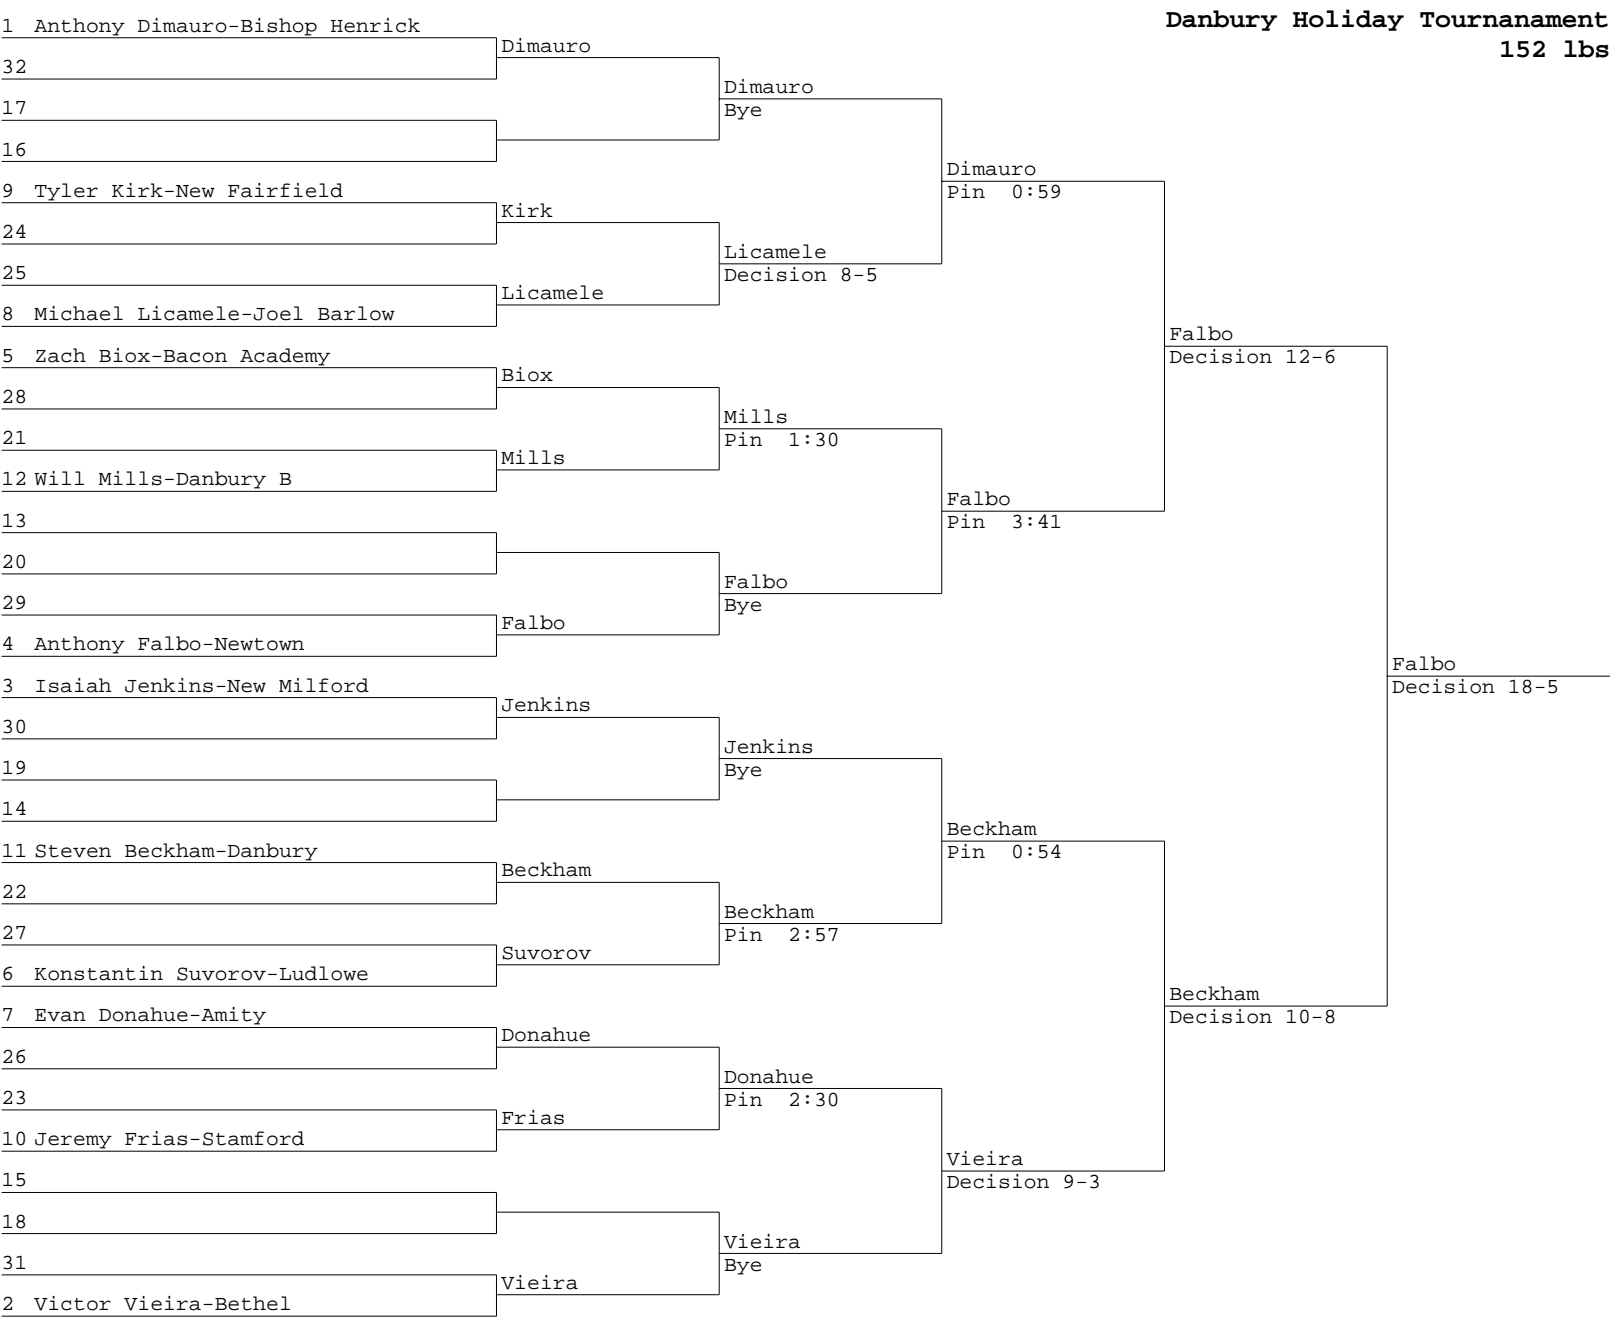 Danbury Holiday Tournanament
152 lbs
1 Anthony Dimauro-Bishop Henrick
Dimauro
32
Dimauro
17
Bye
16
Dimauro
9 Tyler Kirk-New Fairfield
Pin 0:59
Kirk
24
Licamele
25
Decision 8-5
Licamele
8 Michael Licamele-Joel Barlow
Falbo
5 Zach Biox-Bacon Academy
Decision 12-6
Biox
28
Mills
21
Pin 1:30
Mills
12 Will Mills-Danbury B
Falbo
13
Pin 3:41
20
Falbo
29
Bye
Falbo
4 Anthony Falbo-Newtown
Falbo
3 Isaiah Jenkins-New Milford
Decision 18-5
Jenkins
30
Jenkins
19
Bye
14
Beckham
11 Steven Beckham-Danbury
Pin 0:54
Beckham
22
Beckham
27
Pin 2:57
Suvorov
6 Konstantin Suvorov-Ludlowe
Beckham
7 Evan Donahue-Amity
Decision 10-8
Donahue
26
Donahue
23
Pin 2:30
Frias
10 Jeremy Frias-Stamford
Vieira
15
Decision 9-3
18
Vieira
31
Bye
Vieira
2 Victor Vieira-Bethel